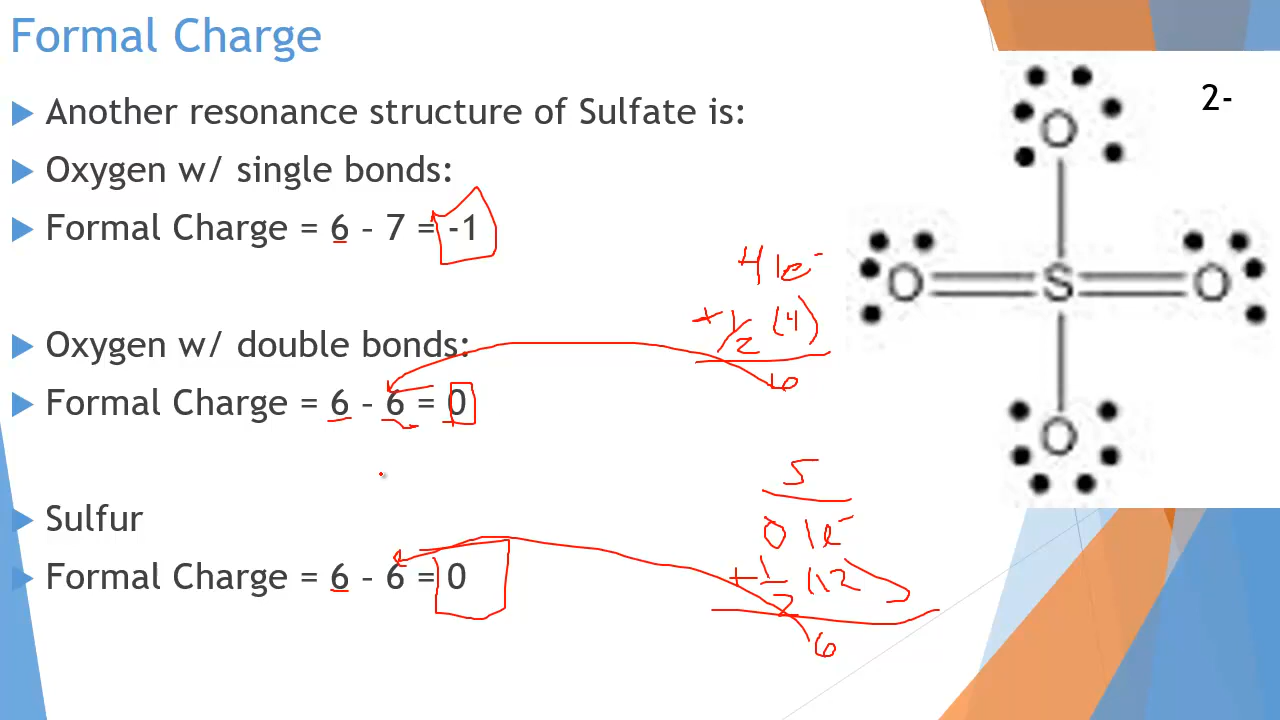 Formal Charge
Another resonance structure of Sulfate is:
Oxygen w/ single bonds:
Formal Charge = 6 - 7 = -1
Oxygen w/ double bonds:
Formal Charge = 6 - 6 = 0
Sulfur
Formal Charge = 6 - 6 = 0
4 le⁻
+ 1/2 (4)
6
S
0 le⁻
+ 1/2 (12)
6
2-
O
O S O
O